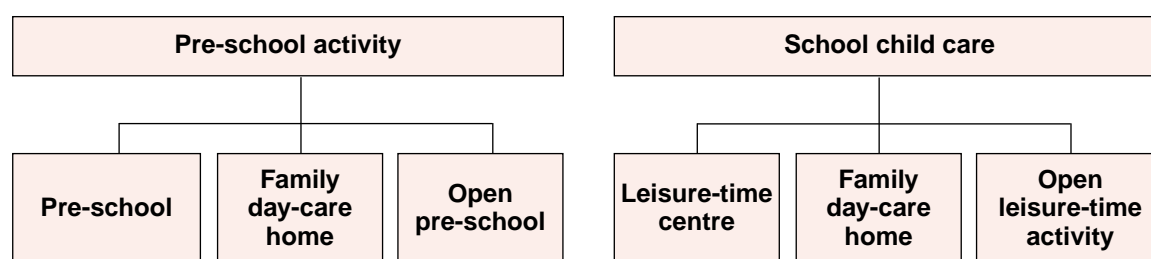 Pre-school activity
School child care
Pre-school
Family
day-care
home
Open
pre-school
Leisure-time
centre
Family
day-care
home
Open
leisure-time
activity